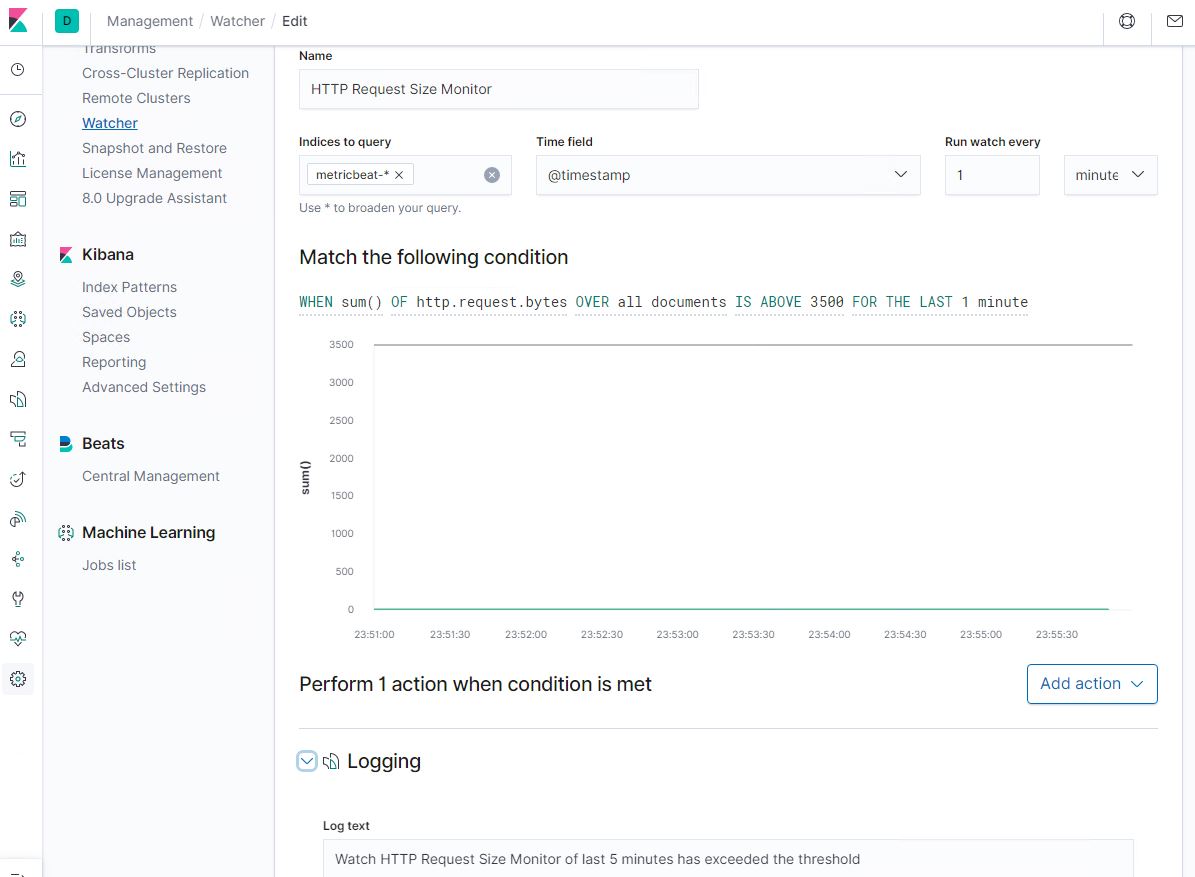 D Management / Watcher / Edit
Transforms
Cross-Cluster Replication
Remote Clusters
Watcher
Snapshot and Restore
License Management
8.0 Upgrade Assistant
Kibana
Index Patterns
Saved Objects
Spaces
Reporting
Advanced Settings
Beats
Central Management
Machine Learning
Jobs list
Name
HTTP Request Size Monitor
Indices to query Time field Run watch every
metricbeat-* @timestamp 1 minute
Use * to broaden your query.
Match the following condition
WHEN sum() OF http.request.bytes OVER all documents IS ABOVE 3500 FOR THE LAST 1 minute
3500
3000
2500
2000
1500
1000
500
0
sum()
23:51:00 23:51:30 23:52:00 23:52:30 23:53:00 23:53:30 23:54:00 23:54:30 23:55:00 23:55:30
Perform 1 action when condition is met Add action
Logging
Log text
Watch HTTP Request Size Monitor of last 5 minutes has exceeded the threshold